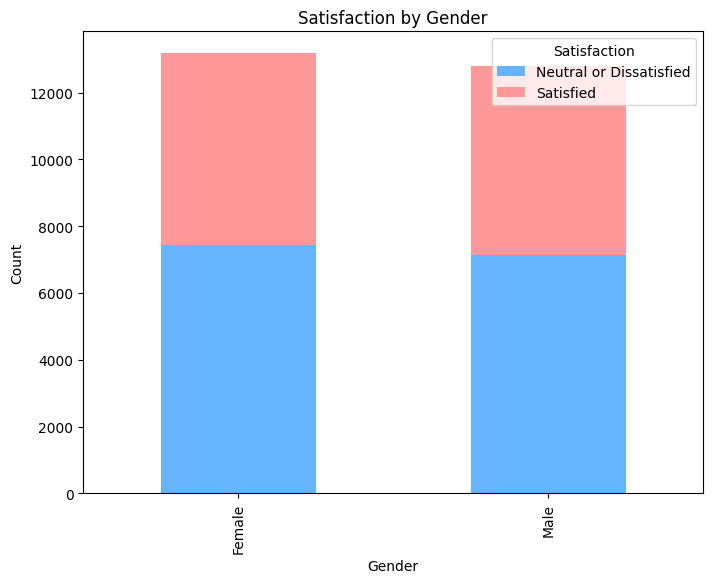 Satisfaction by Gender
Satisfaction
Neutral or Dissatisfied
Satisfied
12000
10000
8000
6000
4000
2000
0
Count
Female
Male
Gender